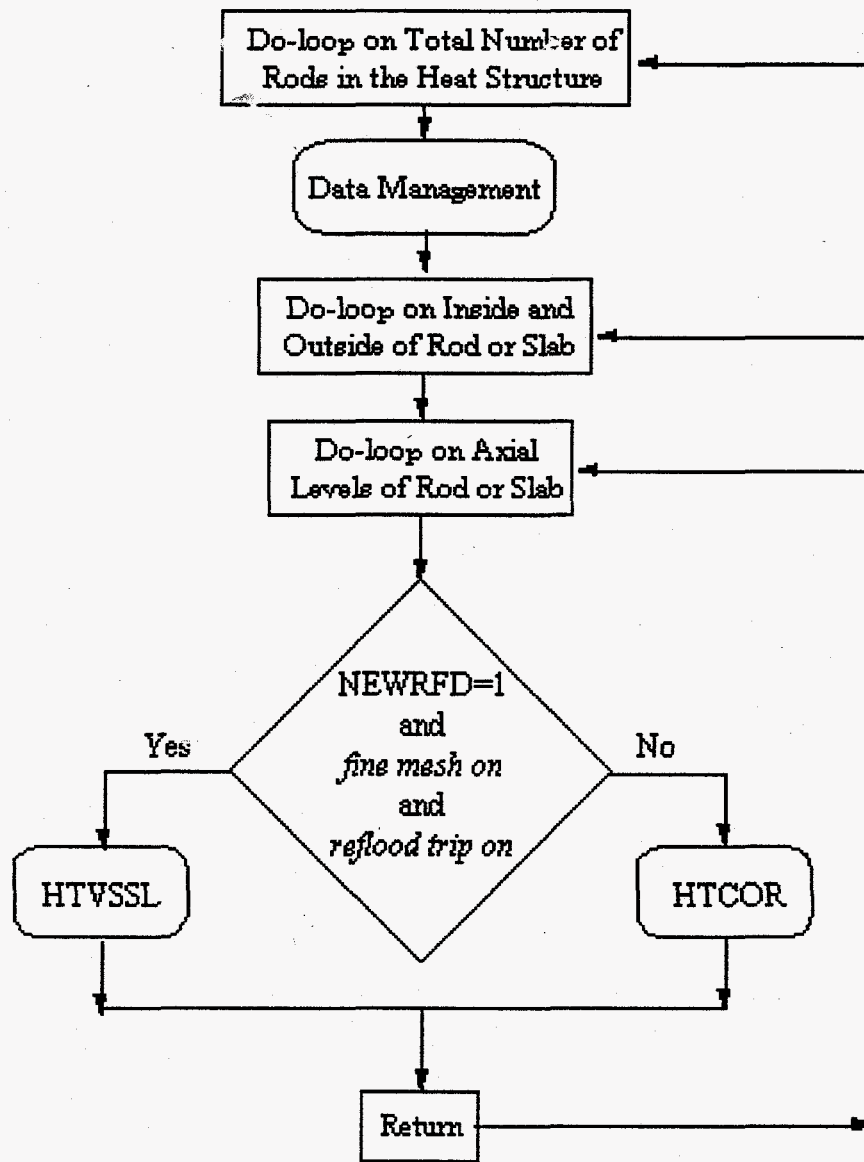 Do-loop on Total Number of
Rods in the Heat Structure
Data Management
Do-loop on Inside and
Outside of Rod or Slab
Do-loop on Axial
Levels of Rod or Slab
NEWRFD=1
and
fine mesh on
and
reflood trip on
Yes
No
HTVSSL
HTCOR
Return